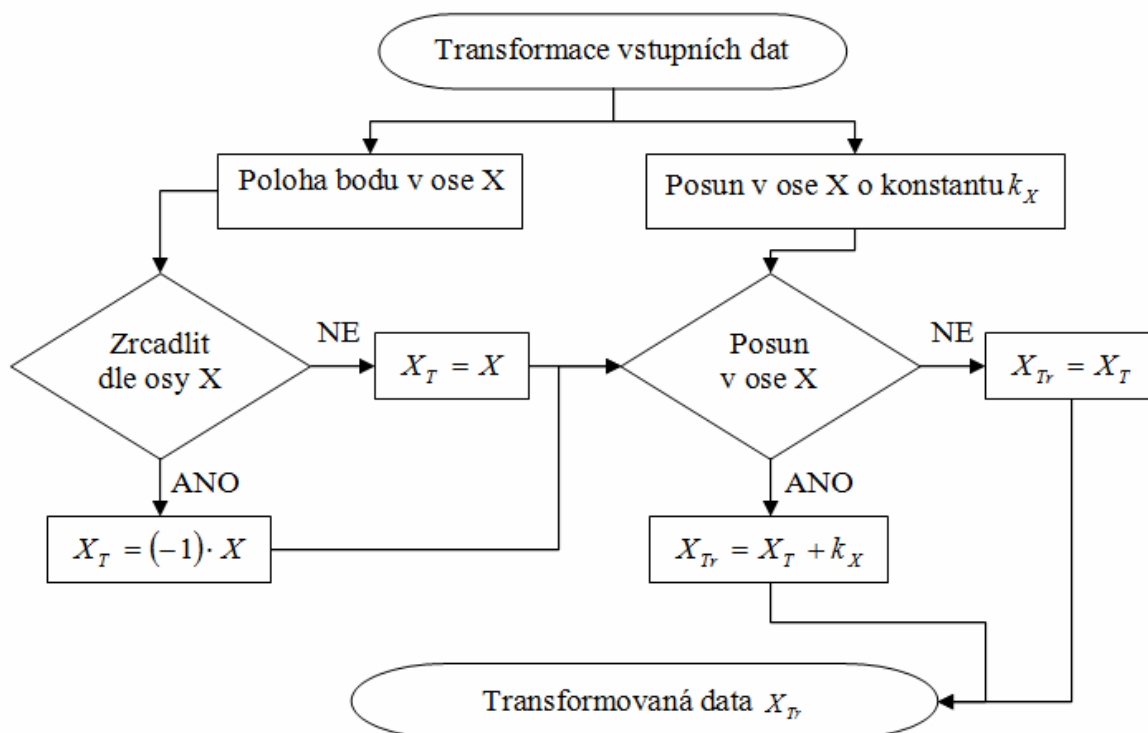 Transformace vstupních dat
Poloha bodu v ose X
Posun v ose X o konstantu k_X
Zrcadlit
dle osy X
NE
X_T = X
ANO
X_T = (−1)· X
Posun
v ose X
NE
X_Tr = X_T
ANO
X_Tr = X_T + k_X
Transformovaná data X_Tr